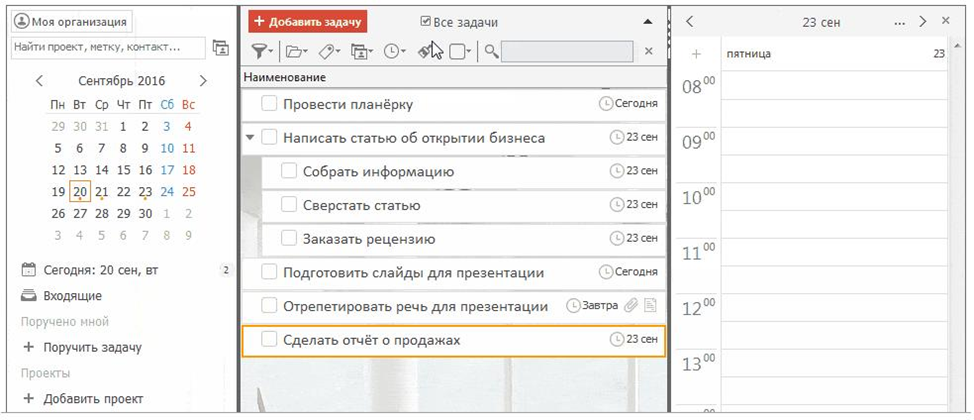 Моя организация
Найти проект, метку, контакт...
Сентябрь 2016
Пн Вт Ср Чт Пт Сб Вс
29 30 31 1 2 3 4
5 6 7 8 9 10 11
12 13 14 15 16 17 18
19 20 21 22 23 24 25
26 27 28 29 30 1 2
3 4 5 6 7 8 9
Сегодня: 20 сен, вт 2
Входящие
Поручено мной
+ Поручить задачу
Проекты
+ Добавить проект
+ Добавить задачу
Все задачи
Наименование
Провести планёрку Сегодня
Написать статью об открытии бизнеса 23 сен
Собрать информацию 23 сен
Сверстать статью 23 сен
Заказать рецензию 23 сен
Подготовить слайды для презентации Сегодня
Отрепетировать речь для презентации Завтра
Сделать отчёт о продажах 23 сен
23 сен ...
+ пятница 23
08 00
09 00
10 00
11 00
12 00
13 00